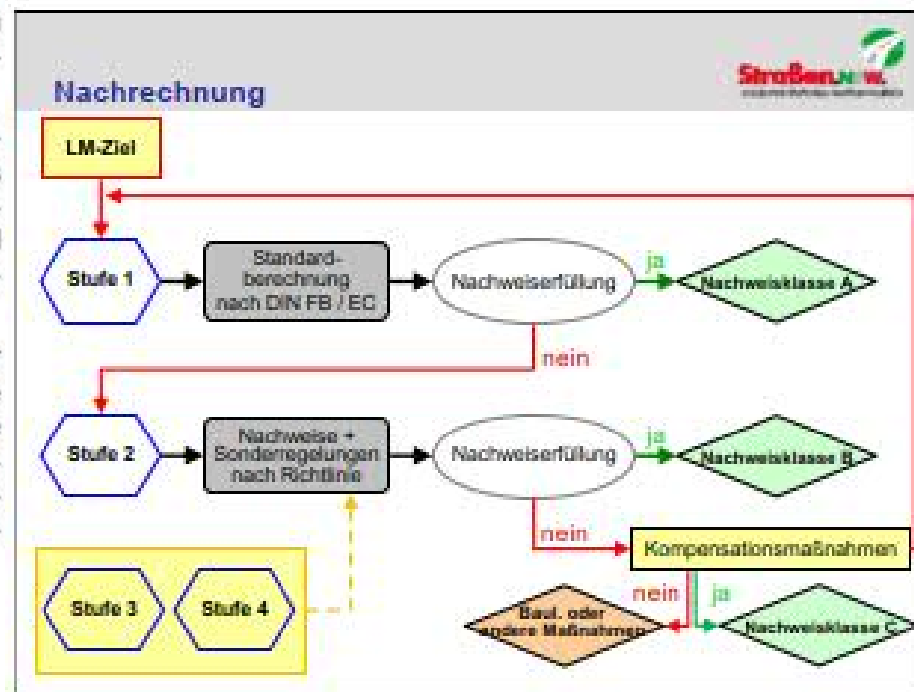 Nachrechnung
Straßen.NRW.
LM-Ziel
Stufe 1
Standard-
berechnung
nach DIN FB / EC
Nachweiserfüllung
ja
Nachweisklasse A
nein
Stufe 2
Nachweise +
Sonderregelungen
nach Richtlinie
Nachweiserfüllung
ja
Nachweisklasse B
nein
Kompensationsmaßnahmen
Stufe 3
Stufe 4
nein
ja
Baul. oder
andere Maßnahmen
Nachweisklasse C